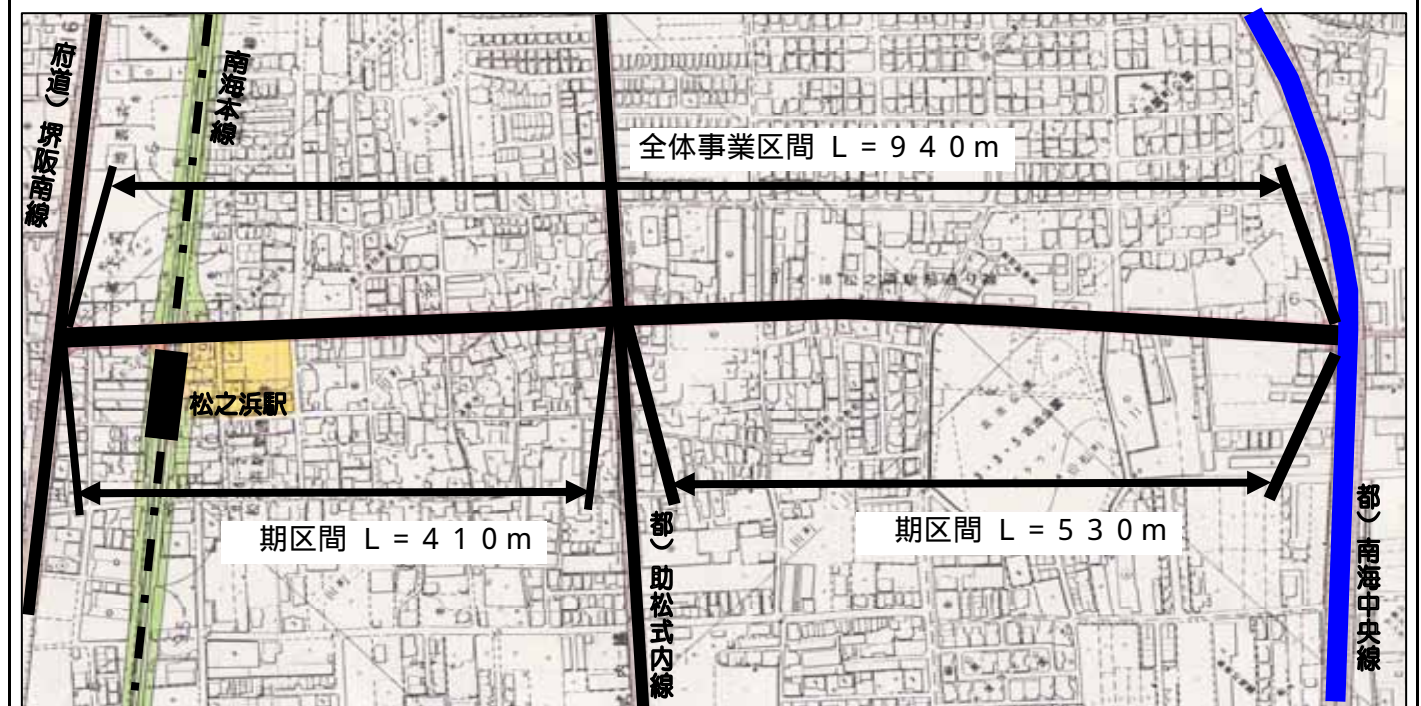 府道）堺阪南線
南海本線
全体事業区間 L=940m
松之浜駅
期区間 L=410m
都）助松式内線
期区間 L=530m
都）南海中央線